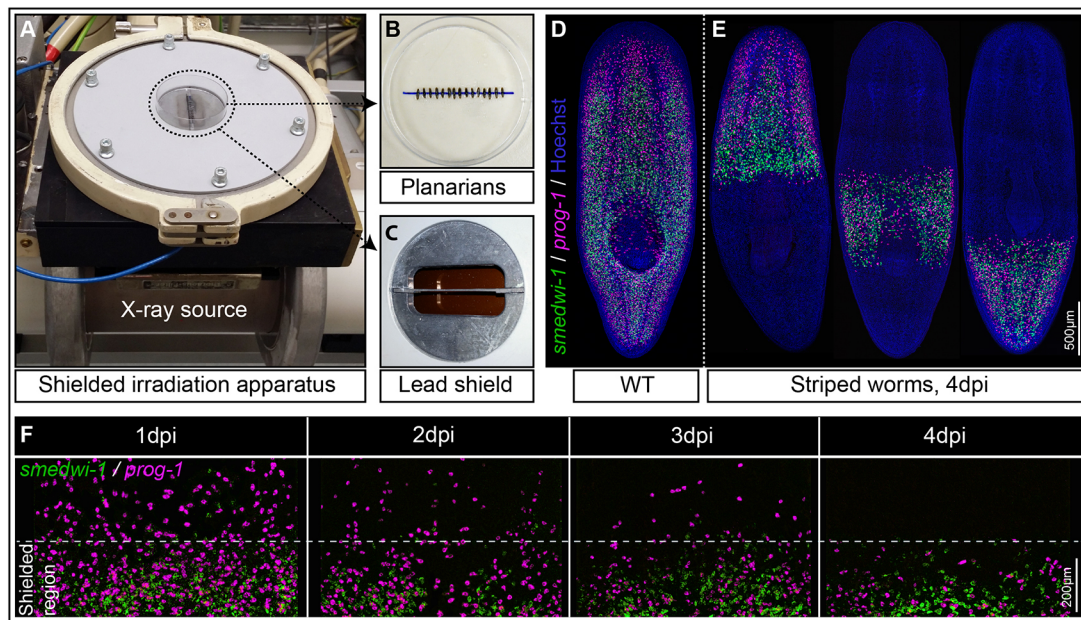 A
X-ray source
Shielded irradiation apparatus
B
Planarians
C
Lead shield
D
smedwi-1 / prog-1 / Hoechst
WT
E
500µm
Striped worms, 4dpi
F
1dpi
2dpi
3dpi
4dpi
smedwi-1 / prog-1
Shielded
region
200µm